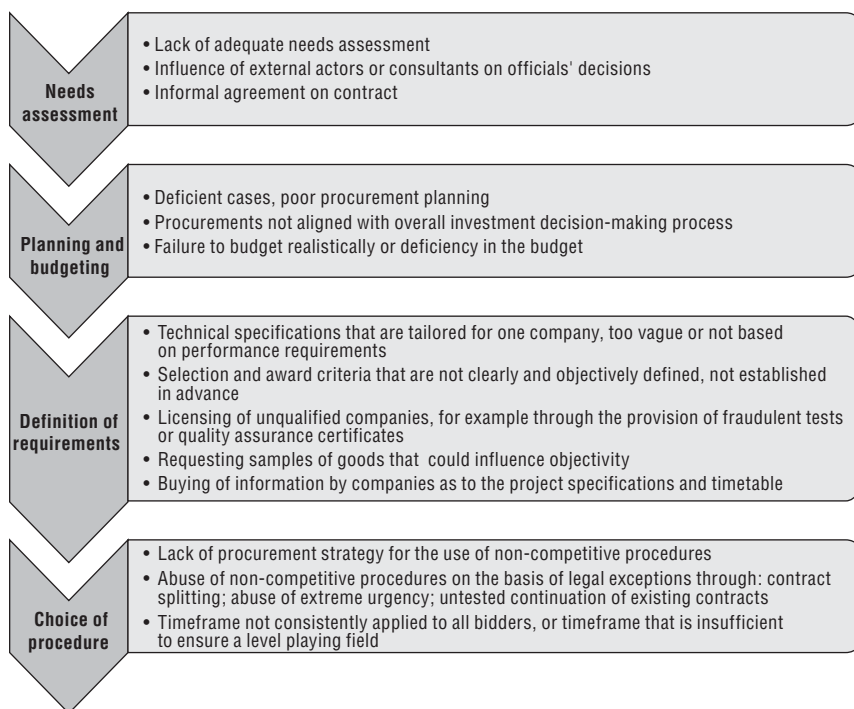 Needs
assessment
• Lack of adequate needs assessment
• Influence of external actors or consultants on officials' decisions
• Informal agreement on contract
Planning and
budgeting
• Deficient cases, poor procurement planning
• Procurements not aligned with overall investment decision-making process
• Failure to budget realistically or deficiency in the budget
Definition of
requirements
• Technical specifications that are tailored for one company, too vague or not based
on performance requirements
• Selection and award criteria that are not clearly and objectively defined, not established
in advance
• Licensing of unqualified companies, for example through the provision of fraudulent tests
or quality assurance certificates
• Requesting samples of goods that could influence objectivity
• Buying of information by companies as to the project specifications and timetable
Choice of
procedure
• Lack of procurement strategy for the use of non-competitive procedures
• Abuse of non-competitive procedures on the basis of legal exceptions through: contract
splitting; abuse of extreme urgency; untested continuation of existing contracts
• Timeframe not consistently applied to all bidders, or timeframe that is insufficient
to ensure a level playing field